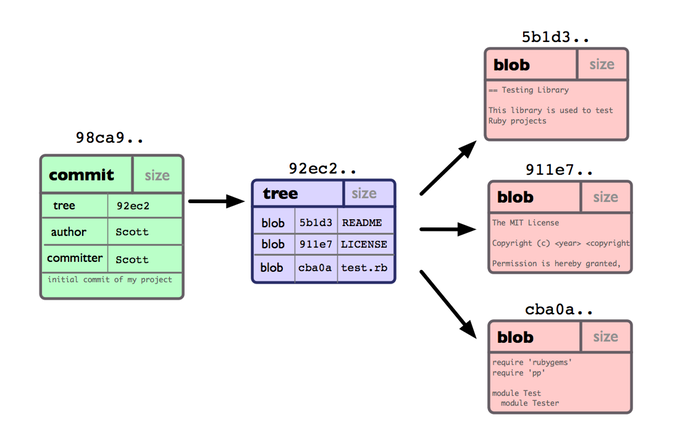 98ca9..
commit size
tree 92ec2
author Scott
committer Scott
initial commit of my project
92ec2..
tree size
blob 5b1d3 README
blob 911e7 LICENSE
blob cba0a test.rb
5b1d3..
blob size
== Testing Library
This library is used to test
Ruby projects
911e7..
blob size
The MIT License
Copyright (c) <year> <copyright
Permission is hereby granted,
cba0a..
blob size
require 'rubygems'
require 'pp'
module Test
module Tester